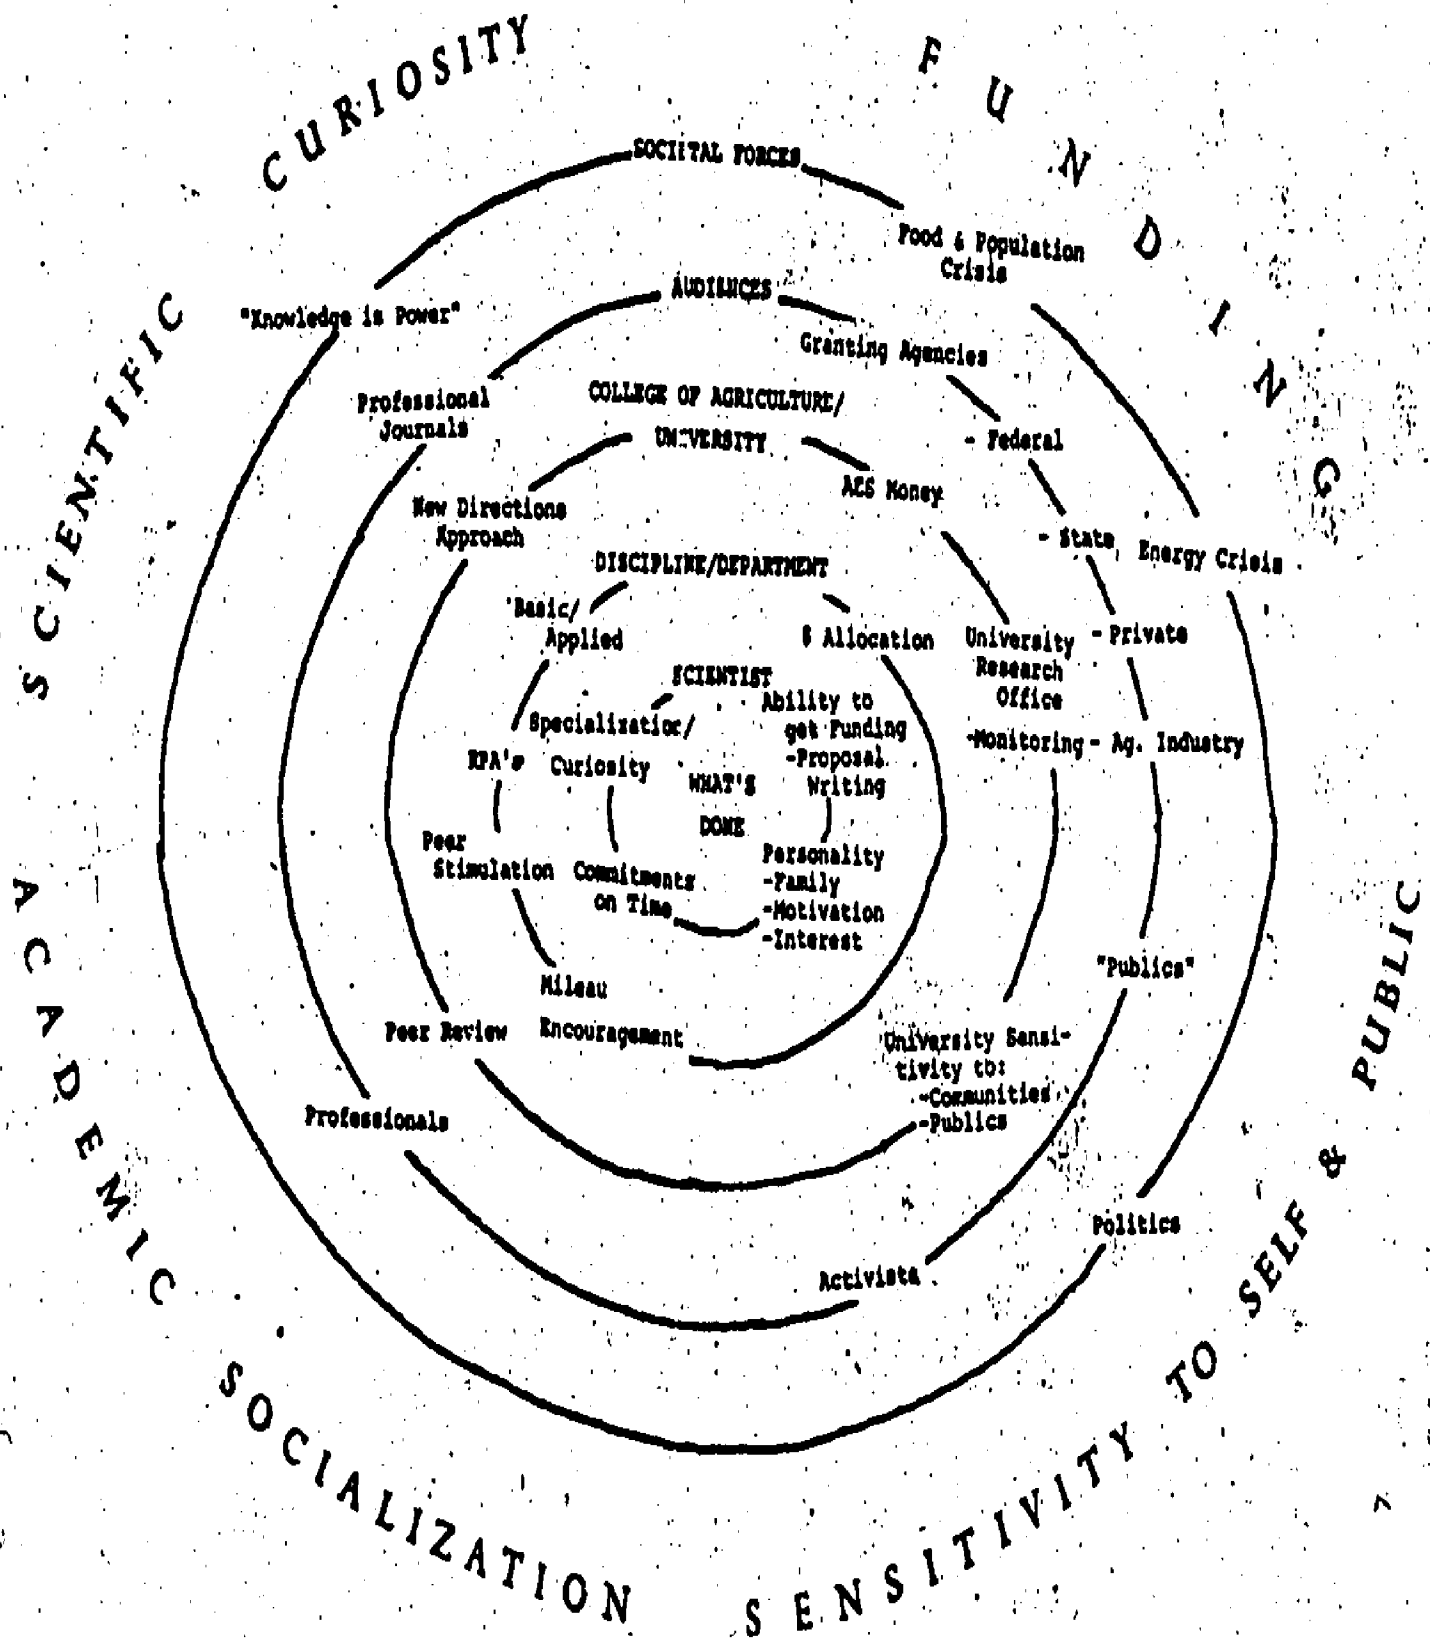 SCIENTIFIC CURIOSITY
FUNDING
SOCIETAL FORCES
Food & Population
Crisis
"Knowledge is Power"
AUDIENCES
Granting Agencies
Professional
Journals
COLLEGE OF AGRICULTURE/
UNIVERSITY
- Federal
New Directions
Approach
AES Money
- State
Energy Crisis
DISCIPLINE/DEPARTMENT
Basic/
Applied
$ Allocation
University
Research
Office
-Monitoring
- Private
- Ag. Industry
SCIENTIST
Specialization/
Curiosity
Ability to
get Funding
-Proposal
Writing
RPA's
WHAT'S
DONE
Peer
Stimulation
Commitments
on Time
Personality
-Family
-Motivation
-Interest
"Publics"
Mileau
Encouragement
Peer Review
University Sensi-
tivity to:
-Communities
-Publics
Professionals
Politics
Activists
ACADEMIC SOCIALIZATION
SENSITIVITY TO SELF & PUBLIC